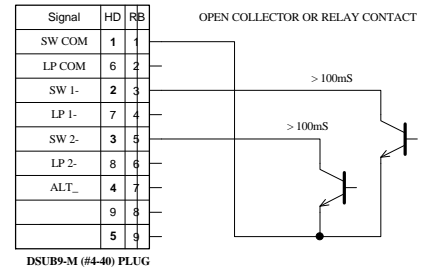 Signal HD RB OPEN COLLECTOR OR RELAY CONTACT
SW COM 1 1
LP COM 6 2
SW 1- 2 3 > 100mS
LP 1- 7 4
SW 2- 3 5 > 100mS
LP 2- 8 6
ALT_ 4 7
9 8
5 9
DSUB9-M (#4-40) PLUG